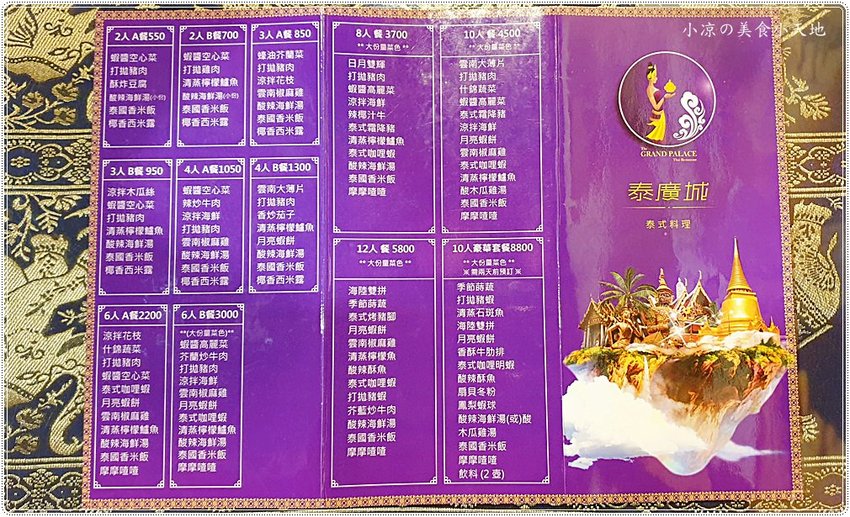 小凉の美食小天地
2人 A餐550
蝦醬空心菜
打拋豬肉
酥炸豆腐
酸辣海鮮湯(小份)
泰國香米飯
椰香西米露
2人 B餐700
蝦醬空心菜
打拋雞肉
清蒸檸檬鱸魚
酸辣海鮮湯(小份)
泰國香米飯
椰香西米露
3人 A餐 850
蠔油芥蘭菜
打拋豬肉
涼拌花枝
雲南椒麻雞
酸辣海鮮湯
泰國香米飯
椰香西米露
3人 B餐 950
涼拌木瓜絲
蝦醬空心菜
打拋豬肉
清蒸檸檬鱸魚
酸辣海鮮湯
泰國香米飯
椰香西米露
4人 A餐1050
蝦醬空心菜
辣炒牛肉
涼拌海鮮
打拋豬肉
雲南椒麻雞
酸辣海鮮湯
泰國香米飯
椰香西米露
4人 B餐1300
雲南大薄片
打拋豬肉
香炒茄子
清蒸檸檬鱸魚
月亮蝦餅
酸辣海鮮湯
泰國香米飯
椰香西米露
6人 A餐2200
涼拌花枝
什錦蔬菜
打拋豬肉
蝦醬空心菜
泰式咖哩蝦
月亮蝦餅
雲南椒麻雞
清蒸檸檬鱸魚
酸辣海鮮湯
泰國香米飯
摩摩喳喳
6人 B餐3000
**(大份量菜色)**
蝦醬高麗菜
芥蘭炒牛肉
打拋豬肉
涼拌海鮮
雲南椒麻雞
月亮蝦餅
泰式咖哩蝦
清蒸檸檬鱸魚
酸辣海鮮湯
泰國香米飯
摩摩喳喳
8人 餐 3700
** 大份量菜色 **
日月雙輝
打拋豬肉
蝦醬高麗菜
涼拌海鮮
辣椰汁牛
泰式霜降豬
清蒸檸檬魚
泰式咖哩蝦
酸辣海鮮湯
泰國香米飯
摩摩喳喳
10人 餐 4500
** 大份量菜色 **
雲南大薄片
打拋豬肉
什錦蔬菜
蝦醬高麗菜
泰式霜降豬
涼拌海鮮
月亮蝦餅
雲南椒麻雞
泰式咖哩蝦
清蒸檸檬魚
酸木瓜雞湯
泰國香米飯
摩摩喳喳
12人 餐 5800
** 大份量菜色 **
海陸雙拼
季節蒔蔬
泰式烤豬腳
月亮蝦餅
雲南椒麻雞
清蒸檸檬魚
酸辣酥魚
泰式咖哩蝦
打拋豬蝦
芥藍炒牛肉
酸辣海鮮湯
泰國香米飯
摩摩喳喳
10人豪華套餐8800
** 大份量菜色 **
※需兩天前預訂※
季節蒔蔬
打拋豬蝦
清蒸石斑魚
海陸雙拼
月亮蝦餅
香酥牛肋排
泰式咖哩明蝦
酸辣酥魚
扇貝冬粉
鳳梨蝦球
酸辣海鮮湯(或)酸
木瓜雞湯
泰國香米飯
摩摩喳喳
飲料 (2 壺)
The
GRAND PALACE
Thai Restaurant
泰廣城
泰式料理